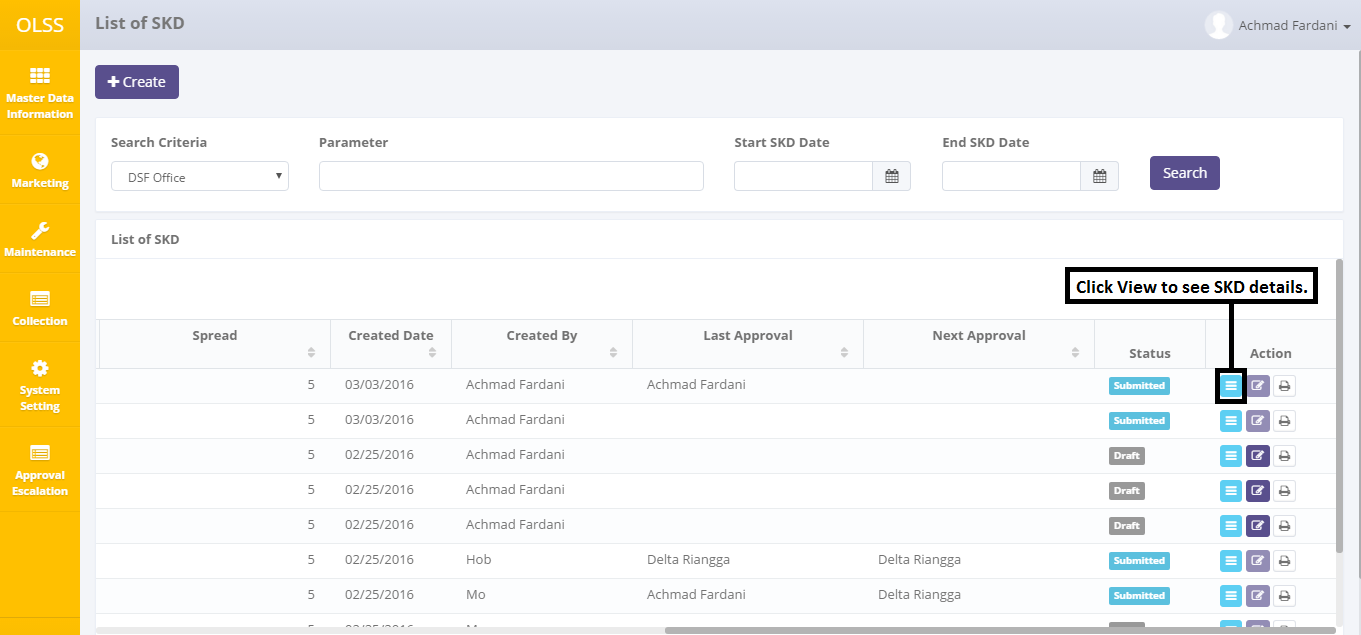 OLSS
List of SKD
Achmad Fardani
Master Data
Information
Marketing
Maintenance
Collection
System
Setting
Approval
Escalation
Create
Search Criteria
Parameter
Start SKD Date
End SKD Date
DSF Office
Search
List of SKD
Click View to see SKD details.
Spread Created Date Created By Last Approval Next Approval Status Action
5 03/03/2016 Achmad Fardani Achmad Fardani Submitted
5 03/03/2016 Achmad Fardani Submitted
5 02/25/2016 Achmad Fardani Draft
5 02/25/2016 Achmad Fardani Draft
5 02/25/2016 Achmad Fardani Draft
5 02/25/2016 Hob Delta Riangga Delta Riangga Submitted
5 02/25/2016 Mo Achmad Fardani Delta Riangga Submitted